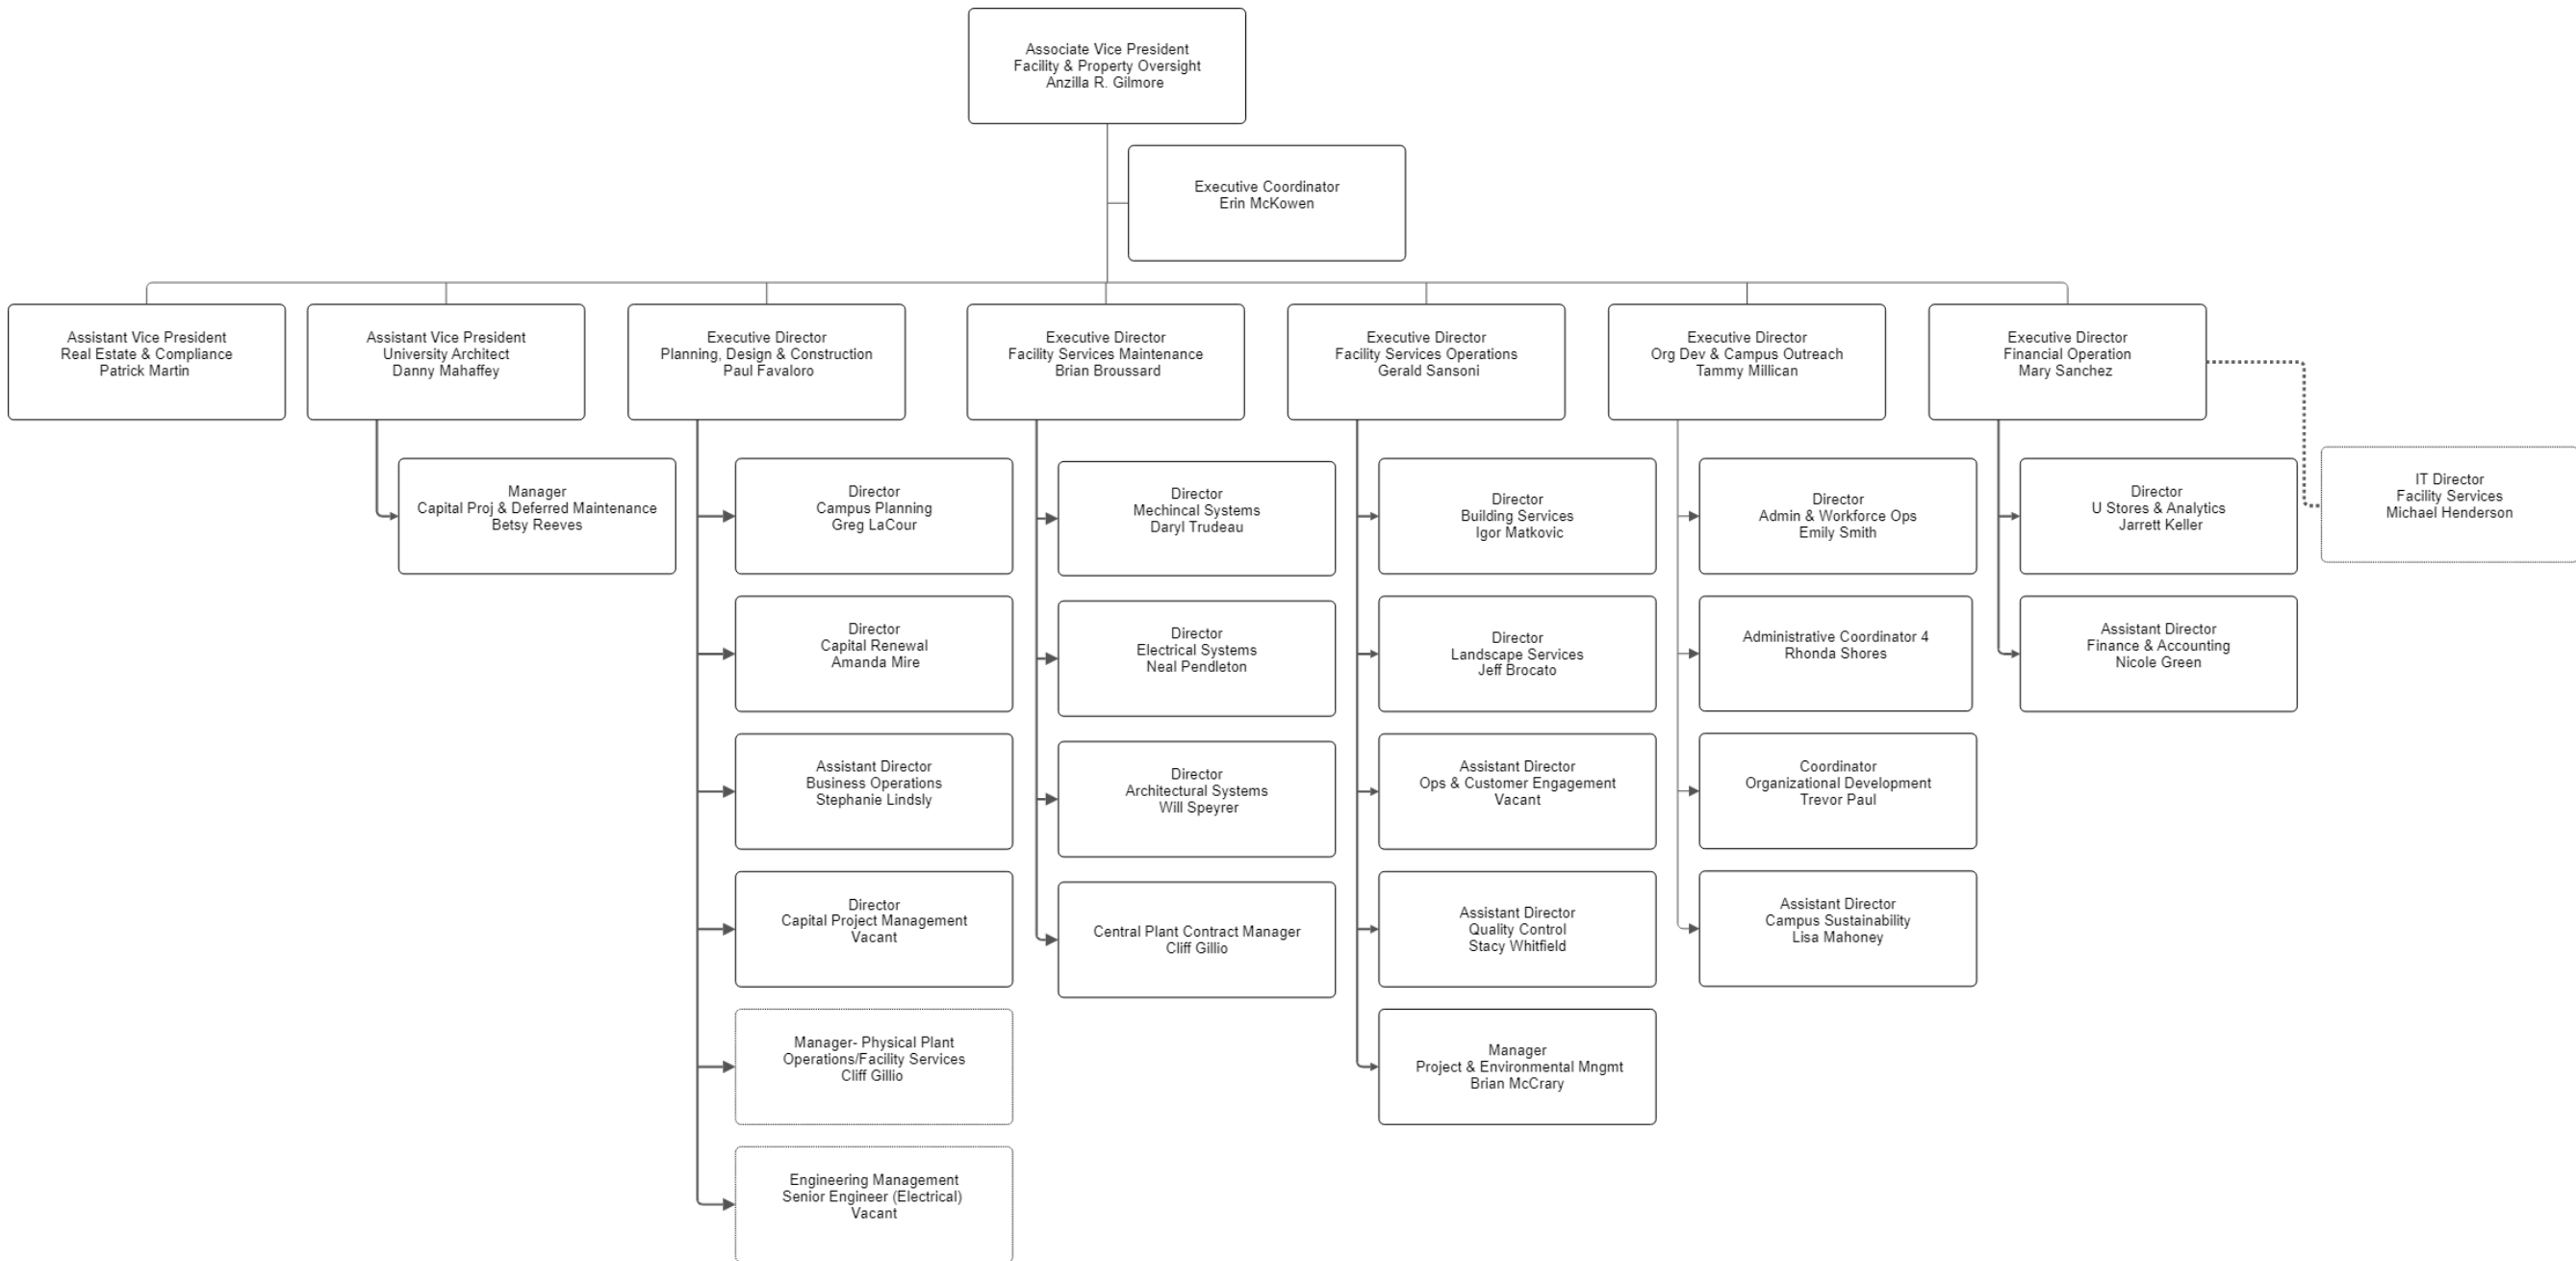 Associate Vice President
Facility & Property Oversight
Anzilla R. Gilmore
Executive Coordinator
Erin McKowen
Assistant Vice President
Real Estate & Compliance
Patrick Martin
Assistant Vice President
University Architect
Danny Mahaffey
Executive Director
Planning, Design & Construction
Paul Favaloro
Executive Director
Facility Services Maintenance
Brian Broussard
Executive Director
Facility Services Operations
Gerald Sansoni
Executive Director
Org Dev & Campus Outreach
Tammy Millican
Executive Director
Financial Operation
Mary Sanchez
IT Director
Facility Services
Michael Henderson
Manager
Capital Proj & Deferred Maintenance
Betsy Reeves
Director
Campus Planning
Greg LaCour
Director
Capital Renewal
Amanda Mire
Assistant Director
Business Operations
Stephanie Lindsly
Director
Capital Project Management
Vacant
Manager- Physical Plant
Operations/Facility Services
Cliff Gillio
Engineering Management
Senior Engineer (Electrical)
Vacant
Director
Mechincal Systems
Daryl Trudeau
Director
Electrical Systems
Neal Pendleton
Director
Architectural Systems
Will Speyrer
Central Plant Contract Manager
Cliff Gillio
Director
Building Services
Igor Matkovic
Director
Landscape Services
Jeff Brocato
Assistant Director
Ops & Customer Engagement
Vacant
Assistant Director
Quality Control
Stacy Whitfield
Manager
Project & Environmental Mngmt
Brian McCrary
Director
Admin & Workforce Ops
Emily Smith
Administrative Coordinator 4
Rhonda Shores
Coordinator
Organizational Development
Trevor Paul
Assistant Director
Campus Sustainability
Lisa Mahoney
Director
U Stores & Analytics
Jarrett Keller
Assistant Director
Finance & Accounting
Nicole Green